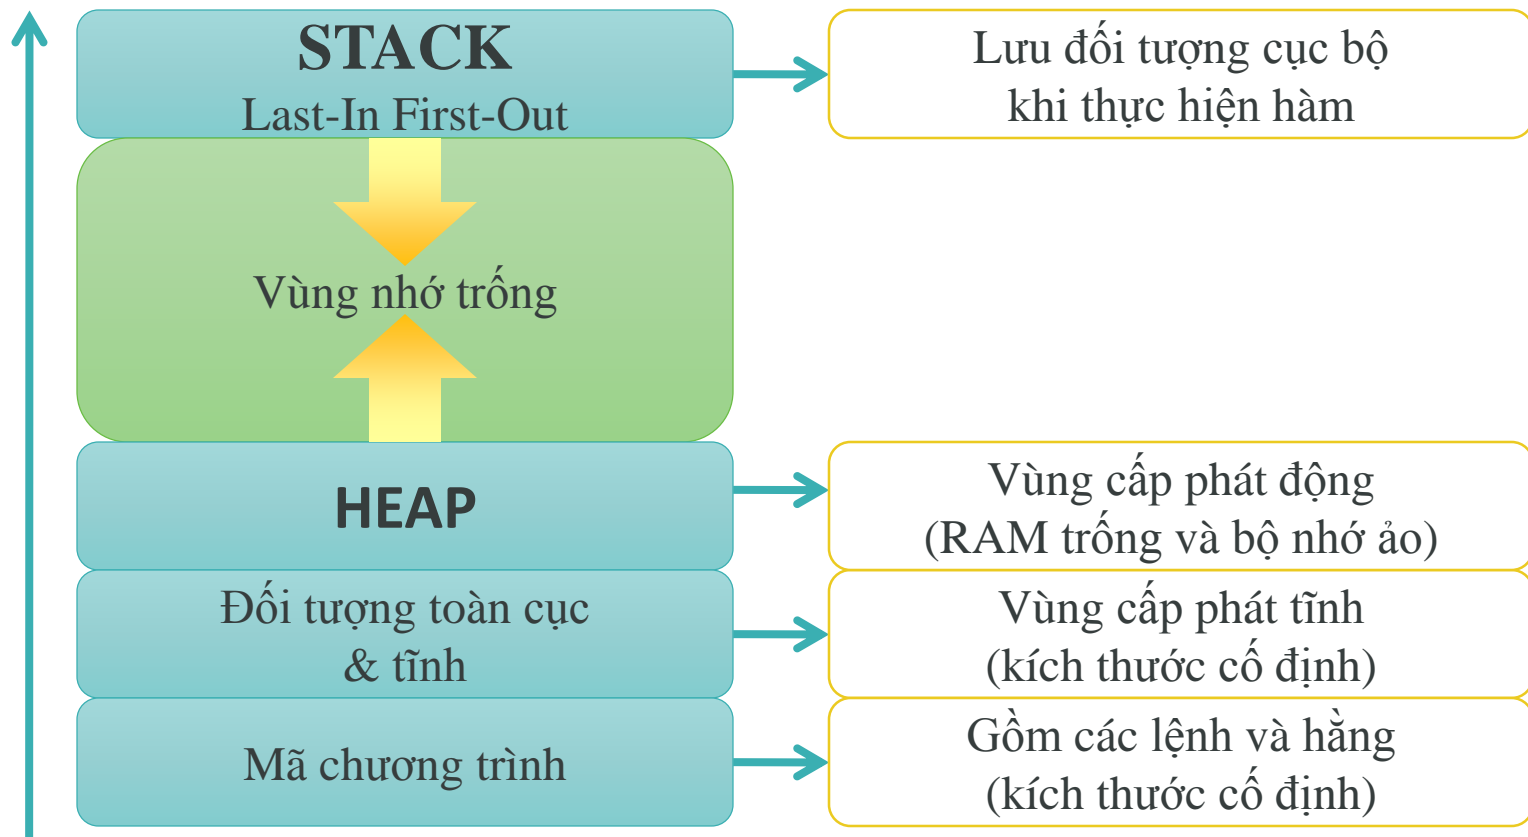 STACK
Last-In First-Out
Lưu đối tượng cục bộ
khi thực hiện hàm
Vùng nhớ trống
HEAP
Vùng cấp phát động
(RAM trống và bộ nhớ ảo)
Đối tượng toàn cục
& tĩnh
Vùng cấp phát tĩnh
(kích thước cố định)
Mã chương trình
Gồm các lệnh và hằng
(kích thước cố định)